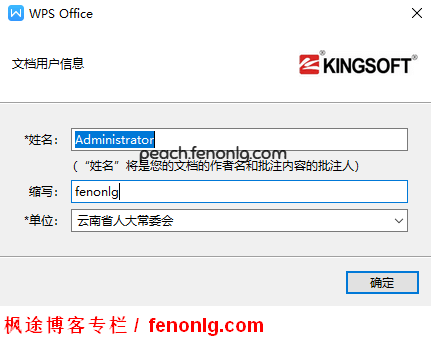 WPS Office
文档用户信息
KINGSOFT®
*姓名: Administrator
peach.fenonlg.com
(“姓名”将是您的文档的作者名和批注内容的批注人)
缩写: fenonlg
*单位: 云南省人大常委会
确定
枫途博客专栏 / fenonlg.com